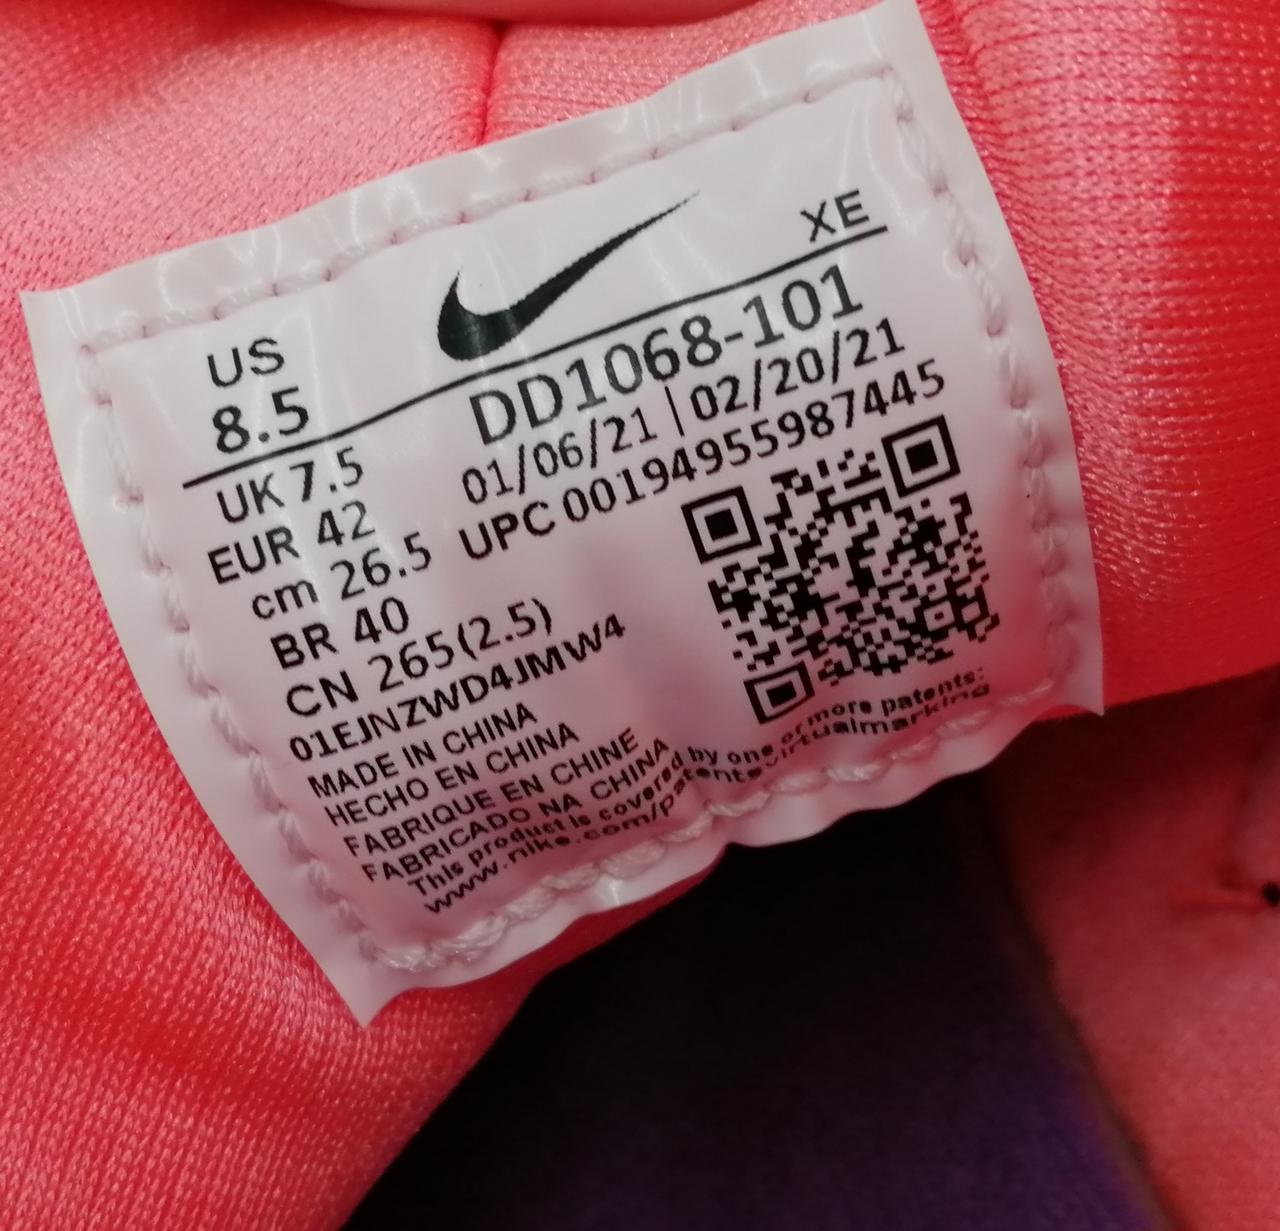 XE
US
8.5
DD1068-101
UK 7.5
01/06/21 | 02/20/21
EUR 42
UPC 00194955987445
cm 26.5
BR 40
CN 265(2.5)
01EJNZWD4JMW4
MADE IN CHINA
HECHO EN CHINA
FABRIQUE EN CHINE
FABRICADO NA CHINA
This product is covered by one or more patents:
www.nike.com/patentsvirtualmarking